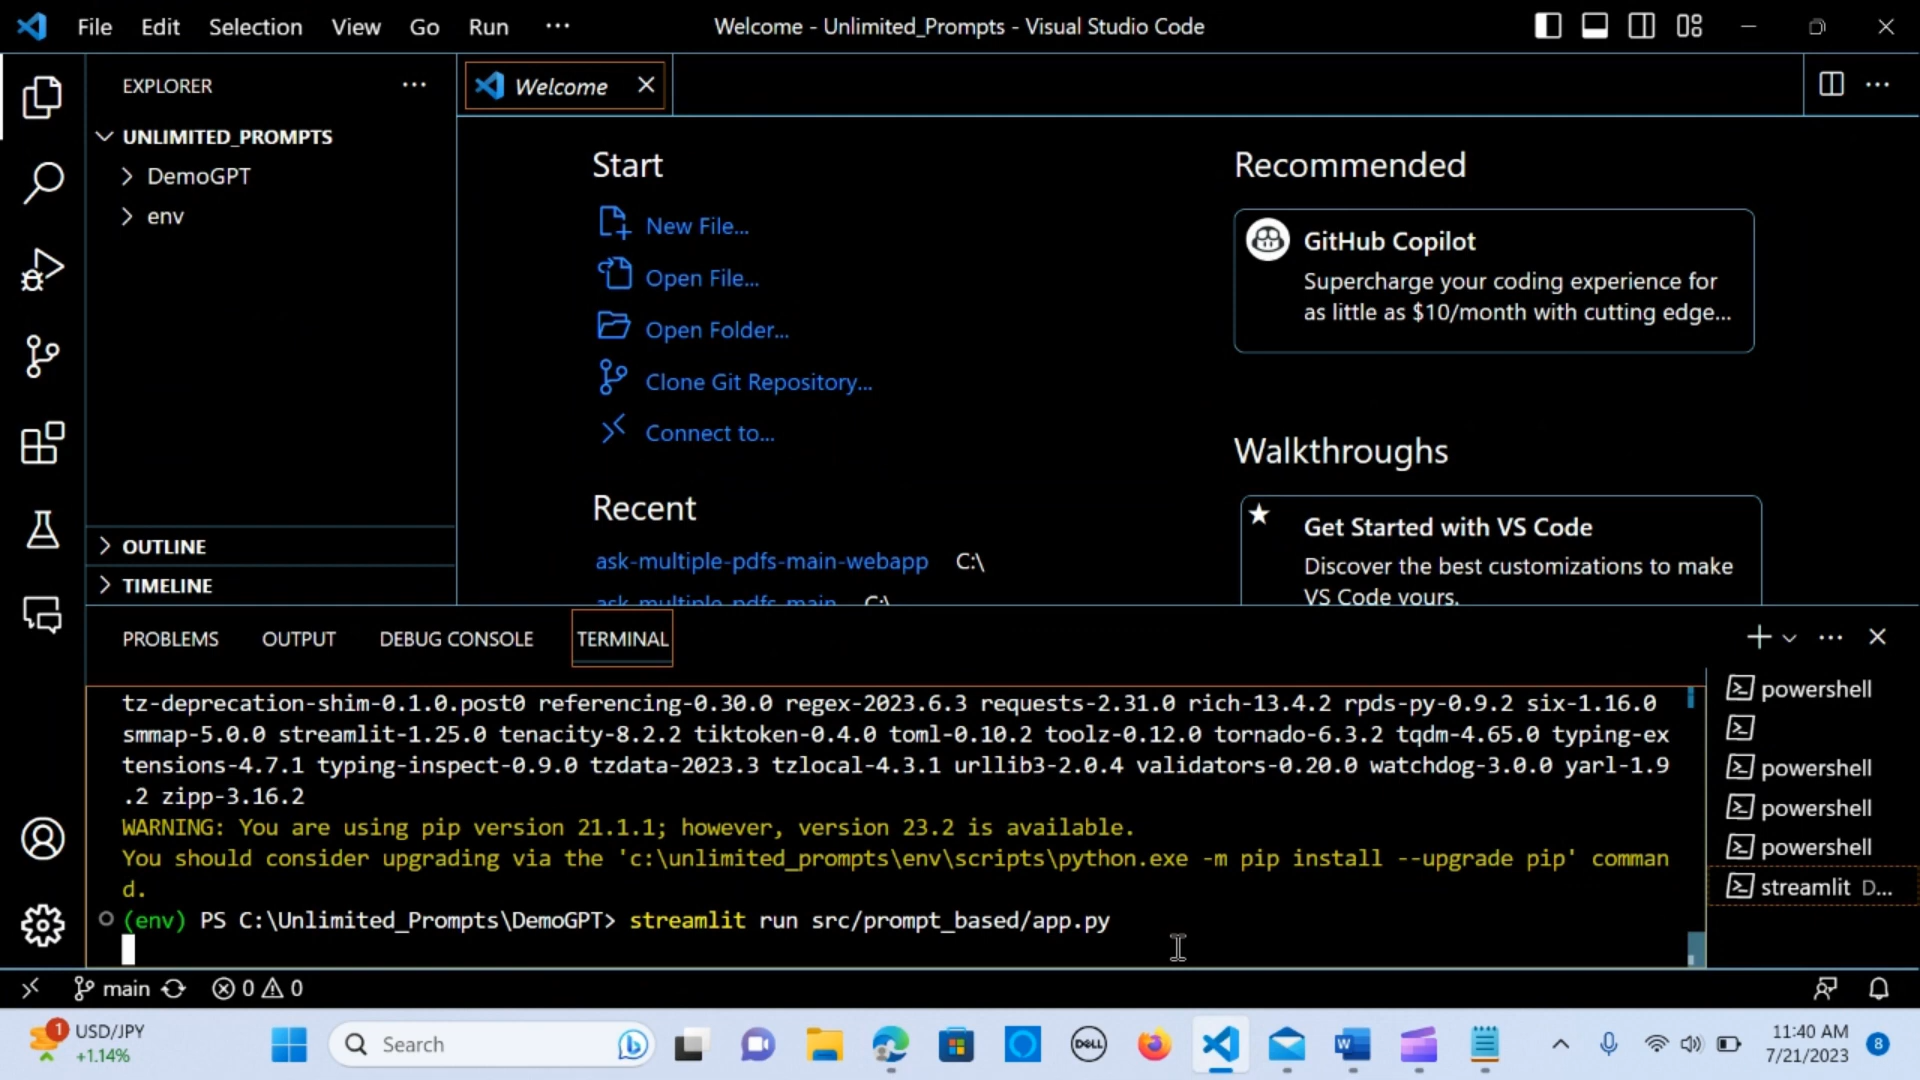 File Edit Selection View Go Run ··· Welcome - Unlimited_Prompts - Visual Studio Code
EXPLORER ···
UNLIMITED_PROMPTS
DemoGPT
env
OUTLINE
TIMELINE
Welcome
Start
New File...
Open File...
Open Folder...
Clone Git Repository...
Connect to...
Recent
ask-multiple-pdfs-main-webapp C:\
ask-multiple-pdfs-main C:\
Recommended
GitHub Copilot
Supercharge your coding experience for
as little as $10/month with cutting edge...
Walkthroughs
Get Started with VS Code
Discover the best customizations to make
VS Code yours.
PROBLEMS OUTPUT DEBUG CONSOLE TERMINAL
tz-deprecation-shim-0.1.0.post0 referencing-0.30.0 regex-2023.6.3 requests-2.31.0 rich-13.4.2 rpds-py-0.9.2 six-1.16.0
smmap-5.0.0 streamlit-1.25.0 tenacity-8.2.2 tiktoken-0.4.0 toml-0.10.2 toolz-0.12.0 tornado-6.3.2 tqdm-4.65.0 typing-ex
tensions-4.7.1 typing-inspect-0.9.0 tzdata-2023.3 tzlocal-4.3.1 urllib3-2.0.4 validators-0.20.0 watchdog-3.0.0 yarl-1.9
.2 zipp-3.16.2
WARNING: You are using pip version 21.1.1; however, version 23.2 is available.
You should consider upgrading via the 'c:\unlimited_prompts\env\scripts\python.exe -m pip install --upgrade pip' comman
d.
(env) PS C:\Unlimited_Prompts\DemoGPT> streamlit run src/prompt_based/app.py
powershell
powershell
powershell
powershell
streamlit D...
main 0 0
1
USD/JPY
+1.14%
Search
DELL
11:40 AM
7/21/2023
8